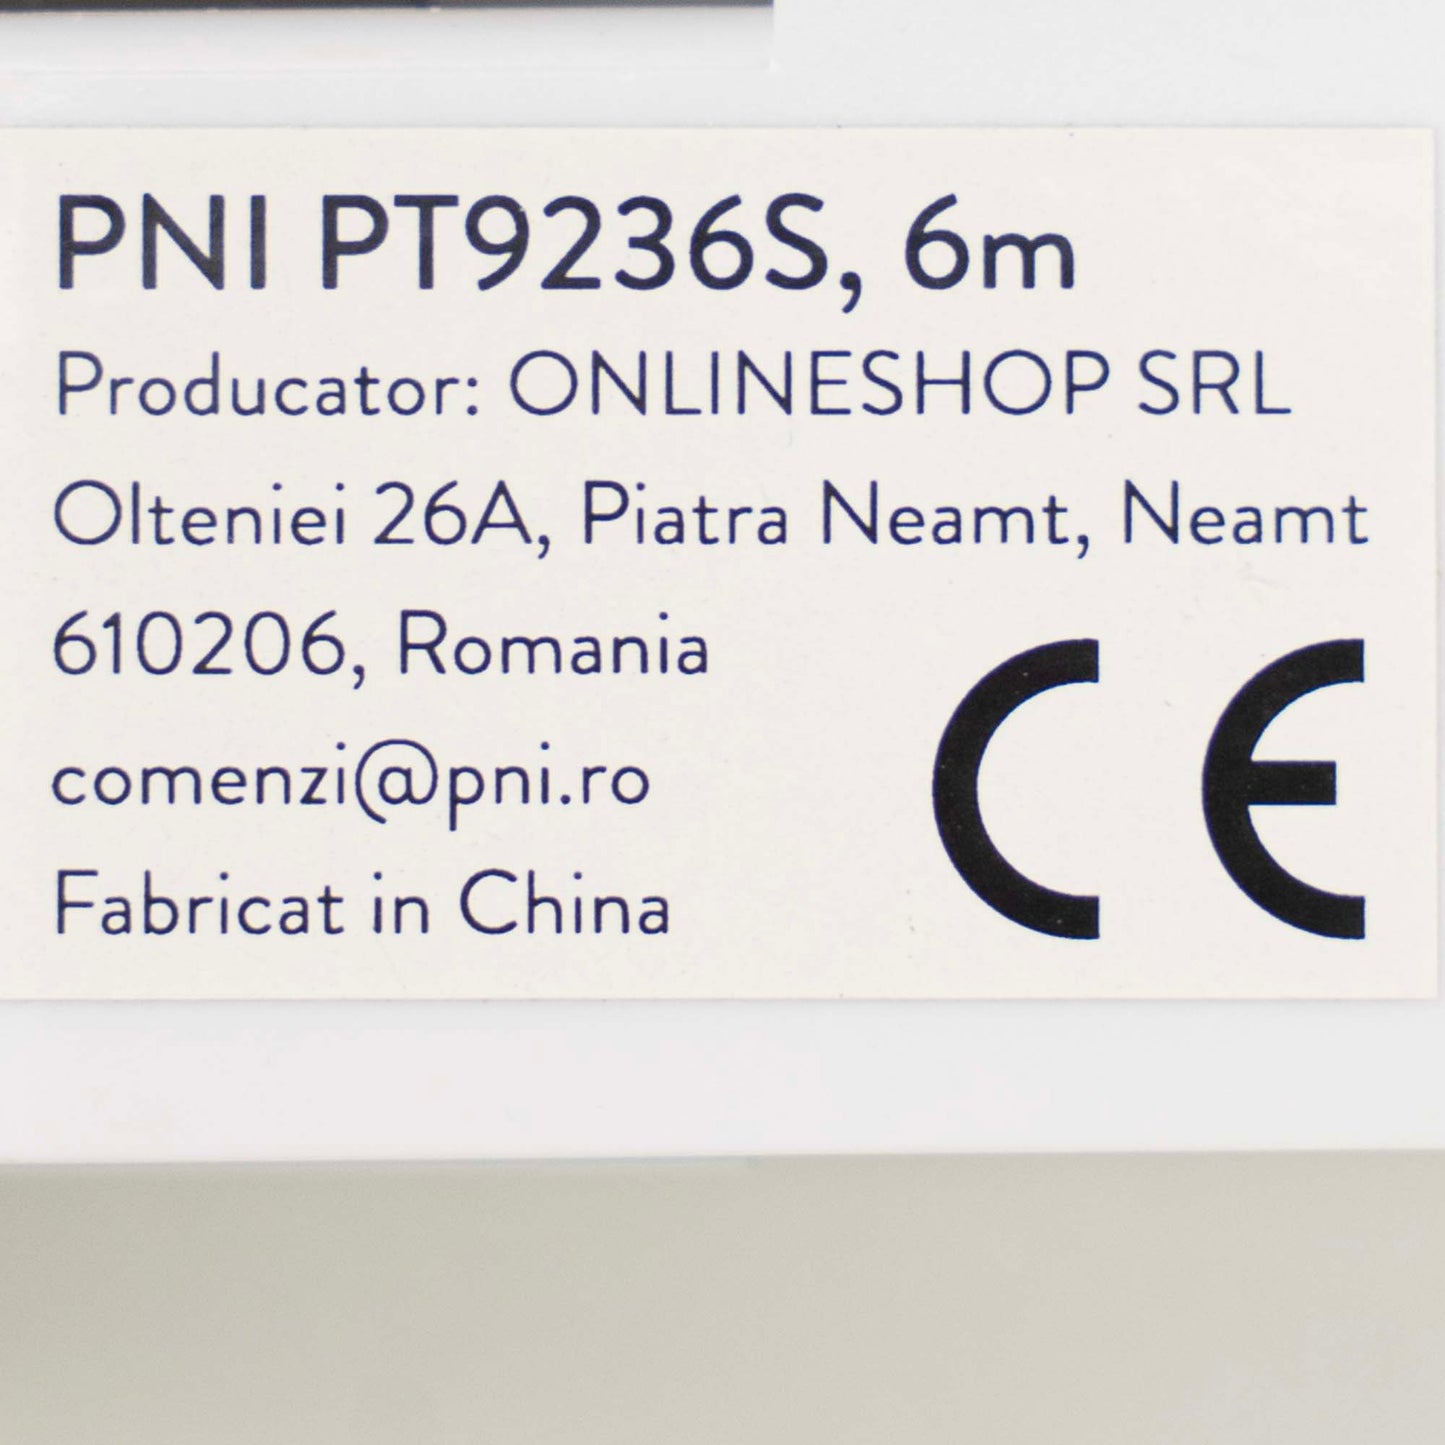 PNI PT9236S, 6m
Producator: ONLINESHOP SRL
Olteniei 26A, Piatra Neamt, Neamt
610206, Romania
comenzi@pni.ro
Fabricat in China
CE